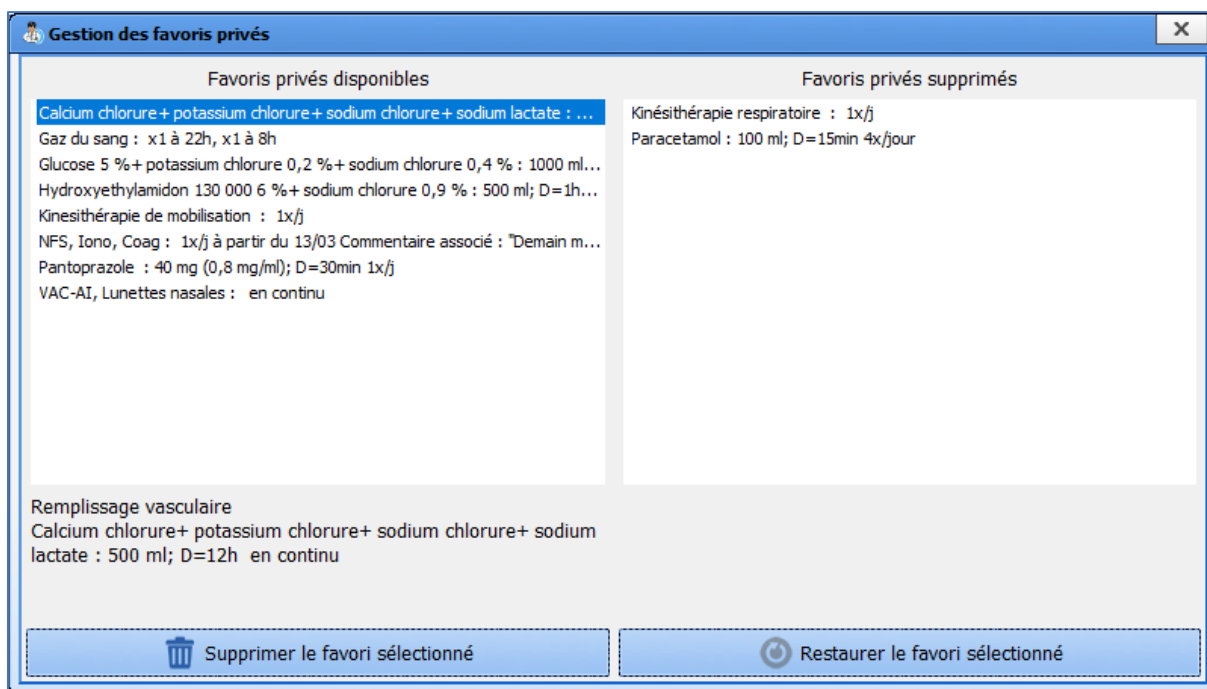 Gestion des favoris privés
Favoris privés disponibles
Calcium chlorure+ potassium chlorure+ sodium chlorure+ sodium lactate : ...
Gaz du sang : x1 à 22h, x1 à 8h
Glucose 5 %+ potassium chlorure 0,2 %+ sodium chlorure 0,4 % : 1000 ml...
Hydroxyethylamidon 130 000 6 %+ sodium chlorure 0,9 % : 500 ml; D=1h...
Kinesithérapie de mobilisation : 1x/j
NFS, Iono, Coag : 1x/j à partir du 13/03 Commentaire associé : "Demain m...
Pantoprazole : 40 mg (0,8 mg/ml); D=30min 1x/j
VAC-AI, Lunettes nasales : en continu
Remplissage vasculaire
Calcium chlorure+ potassium chlorure+ sodium chlorure+ sodium
lactate : 500 ml; D=12h en continu
Supprimer le favori sélectionné
Favoris privés supprimés
Kinésithérapie respiratoire : 1x/j
Paracetamol : 100 ml; D=15min 4x/jour
Restaurer le favori sélectionné